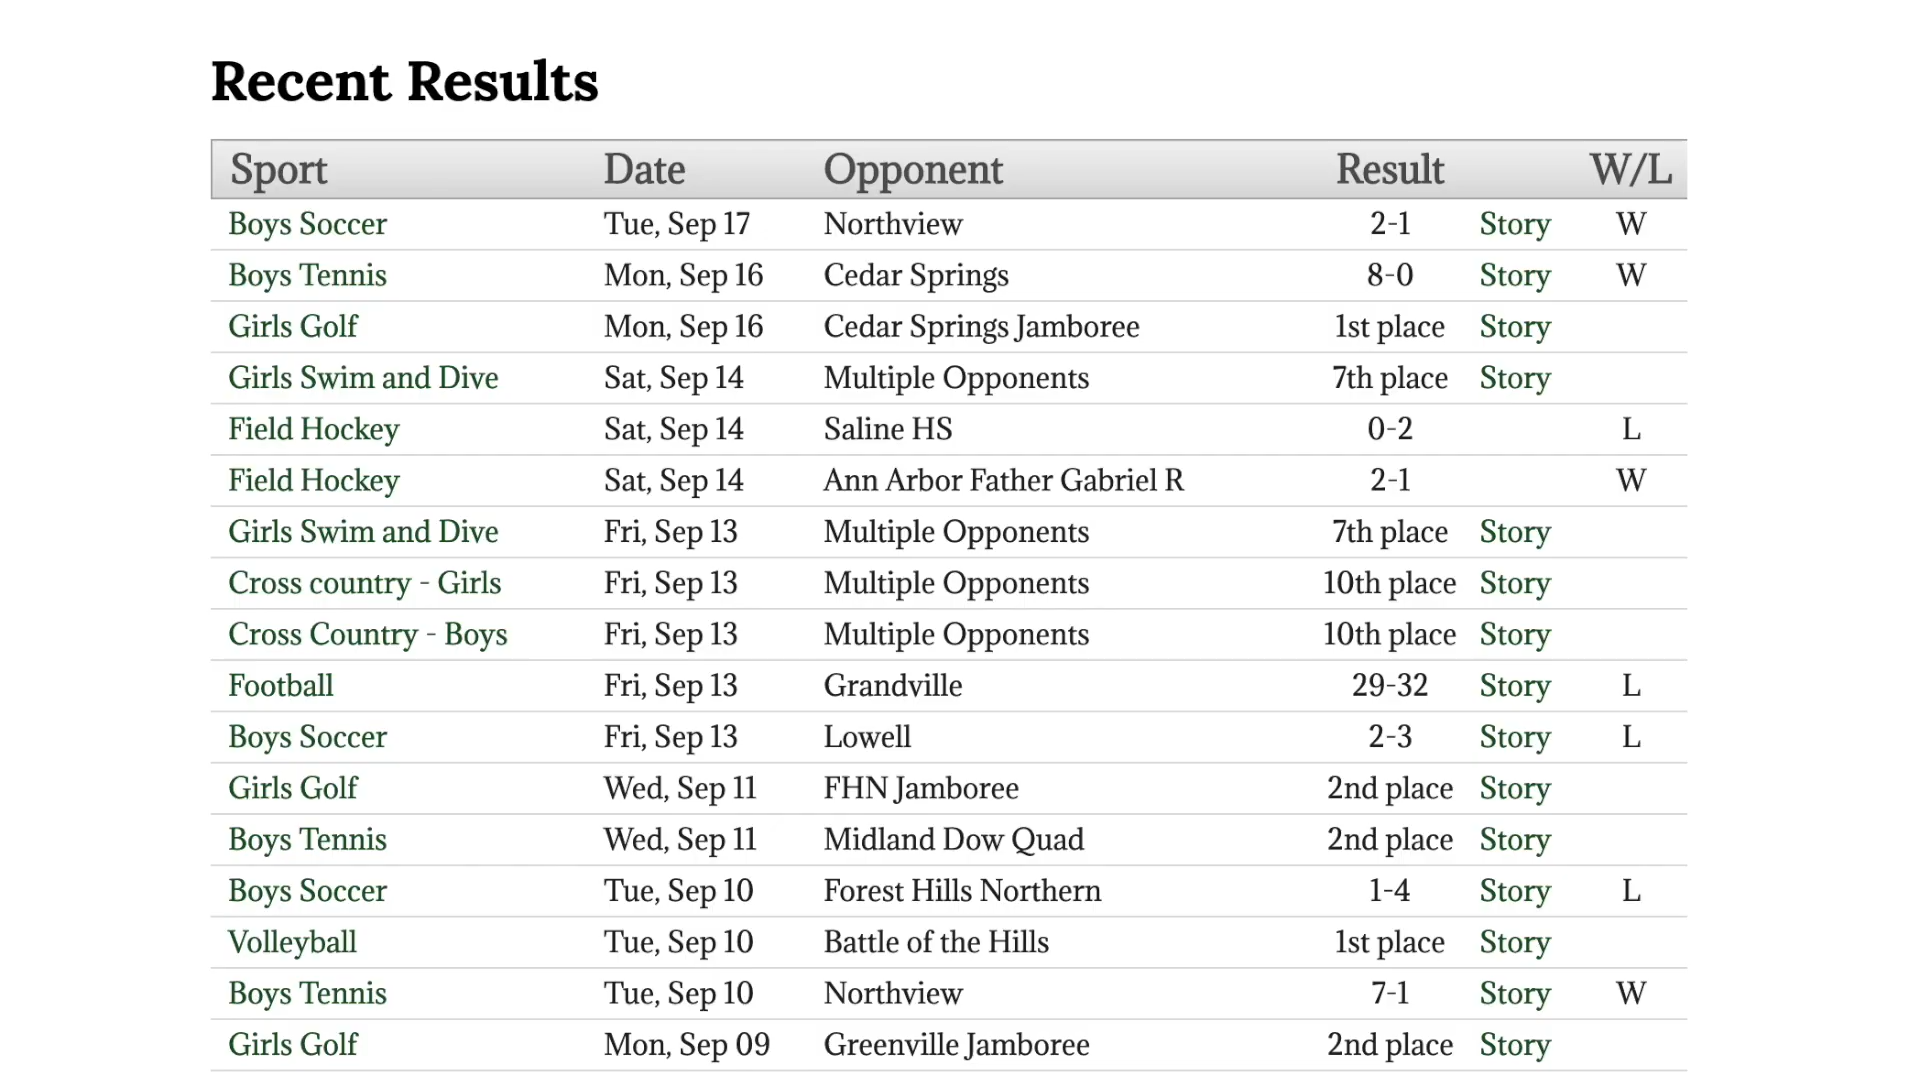 Recent Results
Sport Date Opponent Result W/L
Boys Soccer Tue, Sep 17 Northview 2-1 Story W
Boys Tennis Mon, Sep 16 Cedar Springs 8-0 Story W
Girls Golf Mon, Sep 16 Cedar Springs Jamboree 1st place Story
Girls Swim and Dive Sat, Sep 14 Multiple Opponents 7th place Story
Field Hockey Sat, Sep 14 Saline HS 0-2 L
Field Hockey Sat, Sep 14 Ann Arbor Father Gabriel R 2-1 W
Girls Swim and Dive Fri, Sep 13 Multiple Opponents 7th place Story
Cross country - Girls Fri, Sep 13 Multiple Opponents 10th place Story
Cross Country - Boys Fri, Sep 13 Multiple Opponents 10th place Story
Football Fri, Sep 13 Grandville 29-32 Story L
Boys Soccer Fri, Sep 13 Lowell 2-3 Story L
Girls Golf Wed, Sep 11 FHN Jamboree 2nd place Story
Boys Tennis Wed, Sep 11 Midland Dow Quad 2nd place Story
Boys Soccer Tue, Sep 10 Forest Hills Northern 1-4 Story L
Volleyball Tue, Sep 10 Battle of the Hills 1st place Story
Boys Tennis Tue, Sep 10 Northview 7-1 Story W
Girls Golf Mon, Sep 09 Greenville Jamboree 2nd place Story